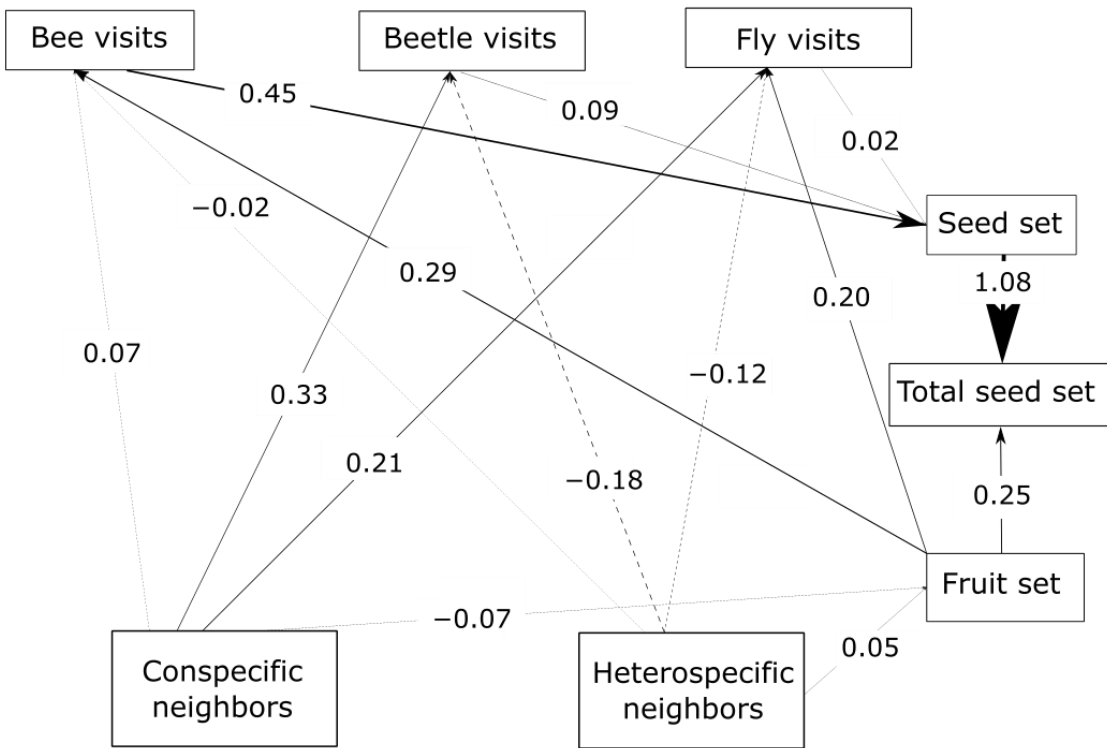 Bee visits
Beetle visits
Fly visits
0.45
0.09
0.02
−0.02
Seed set
0.29
1.08
0.20
0.07
−0.12
0.33
Total seed set
0.21
−0.18
0.25
Fruit set
−0.07
0.05
Conspecific
neighbors
Heterospecific
neighbors